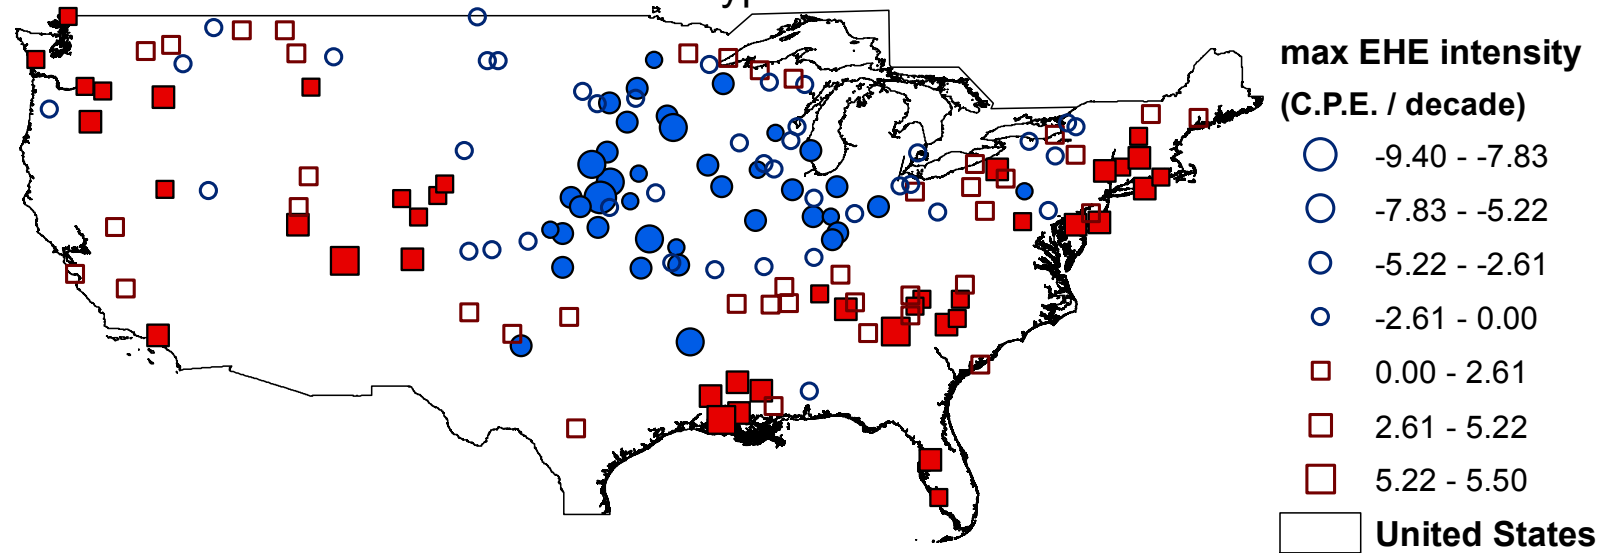 max EHE intensity
(C.P.E. / decade)
-9.40 - -7.83
-7.83 - -5.22
-5.22 - -2.61
-2.61 - 0.00
0.00 - 2.61
2.61 - 5.22
5.22 - 5.50
United States